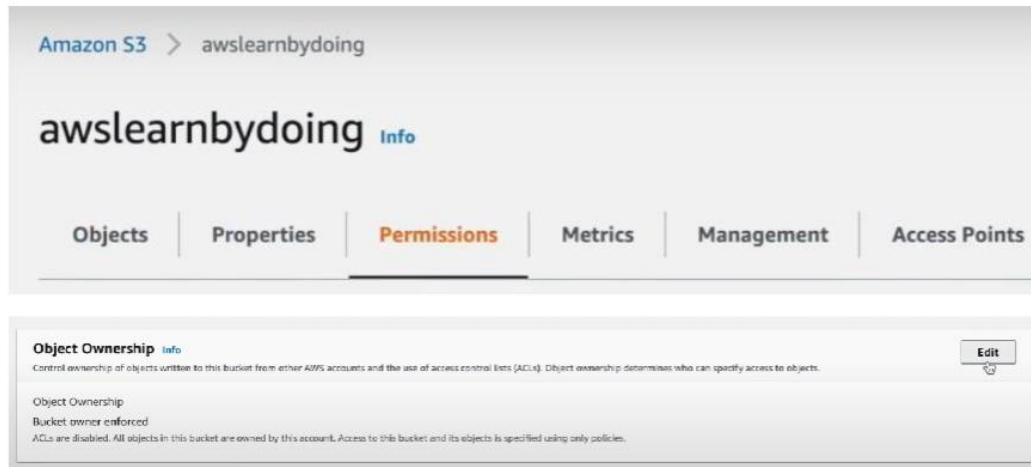 Amazon S3 > awslearnbydoing
awslearnbydoing Info
Objects Properties Permissions Metrics Management Access Points
Object Ownership Info
Edit
Control ownership of objects written to this bucket from other AWS accounts and the use of access control lists (ACLs). Object ownership determines who can specify access to objects.
Object Ownership
Bucket owner enforced
ACLs are disabled. All objects in this bucket are owned by this account. Access to this bucket and its objects is specified using only policies.